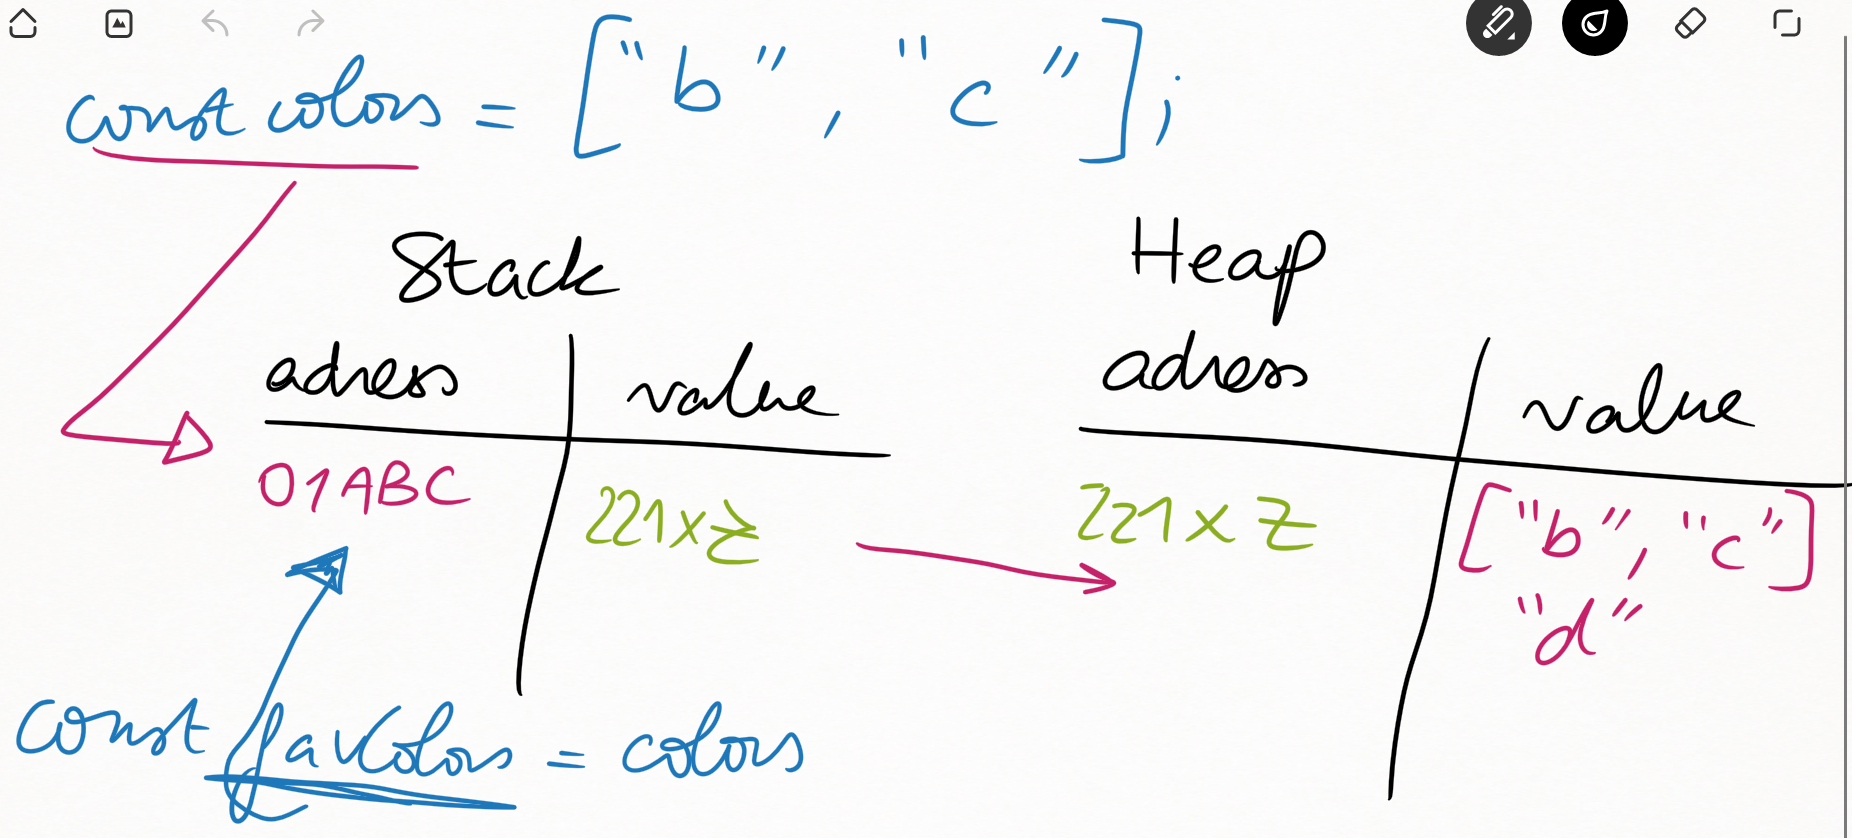 const colors = ["b", "c"];
Stack
adress value
01ABC 221xZ
Heap
adress value
221xZ ["b", "c"]
"d"
const favColors = colors